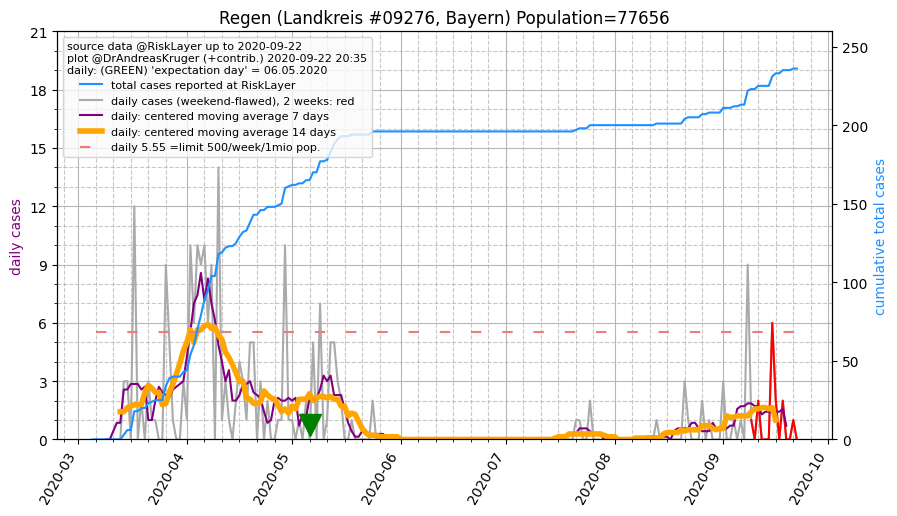 Regen (Landkreis #09276, Bayern) Population=77656
source data @RiskLayer up to 2020-09-22
plot @DrAndreasKruger (+contrib.) 2020-09-22 20:35
daily: (GREEN) 'expectation day' = 06.05.2020
total cases reported at RiskLayer
daily cases (weekend-flawed), 2 weeks: red
daily: centered moving average 7 days
daily: centered moving average 14 days
daily 5.55 =limit 500/week/1mio pop.
daily cases
21
18
15
12
9
6
3
0
cumulative total cases
250
200
150
100
50
0
2020-03
2020-04
2020-05
2020-06
2020-07
2020-08
2020-09
2020-10